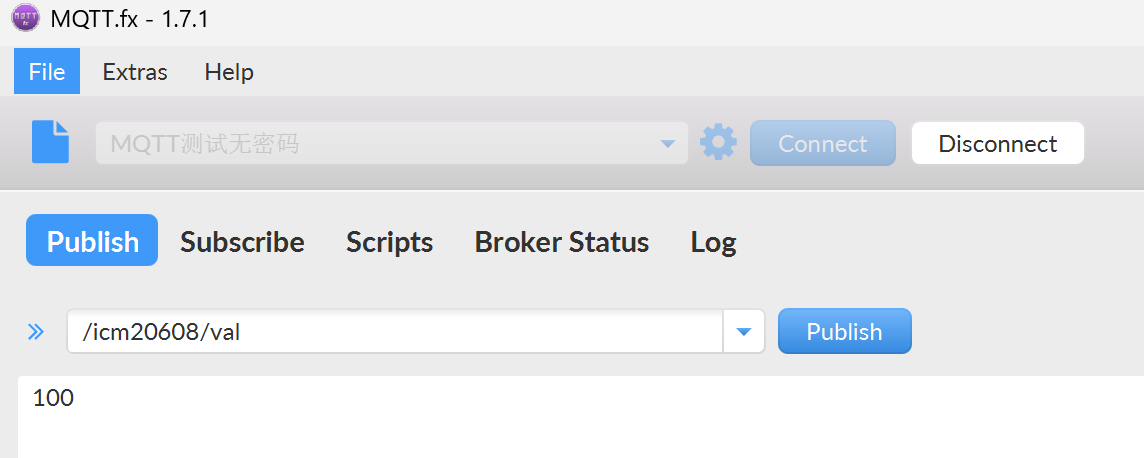 MQTT.fx - 1.7.1
File Extras Help
MQTT测试无密码 Connect Disconnect
Publish Subscribe Scripts Broker Status Log
/icm20608/val Publish
100